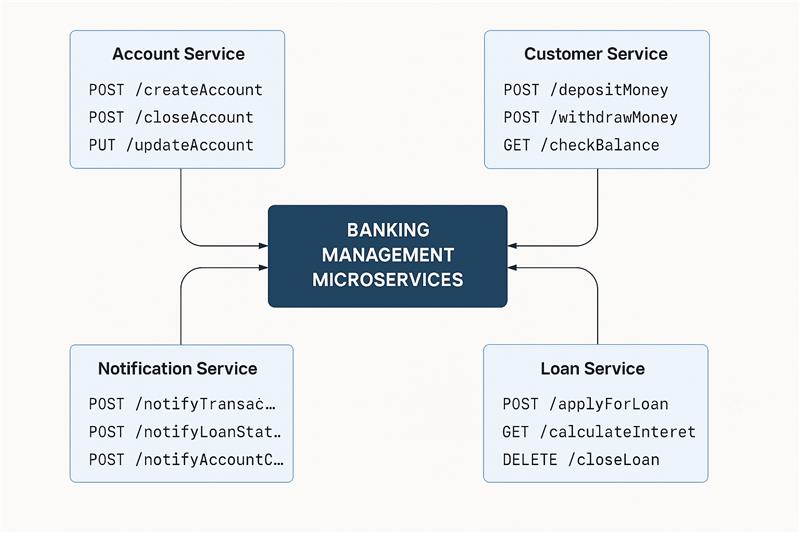 Account Service
POST /createAccount
POST /closeAccount
PUT /updateAccount
Customer Service
POST /depositMoney
POST /withdrawMoney
GET /checkBalance
BANKING
MANAGEMENT
MICROSERVICES
Notification Service
POST /notifyTransac…
POST /notifyLoanStat..
POST /notifyAccountC…
Loan Service
POST /applyForLoan
GET /calculateInteret
DELETE /closeLoan